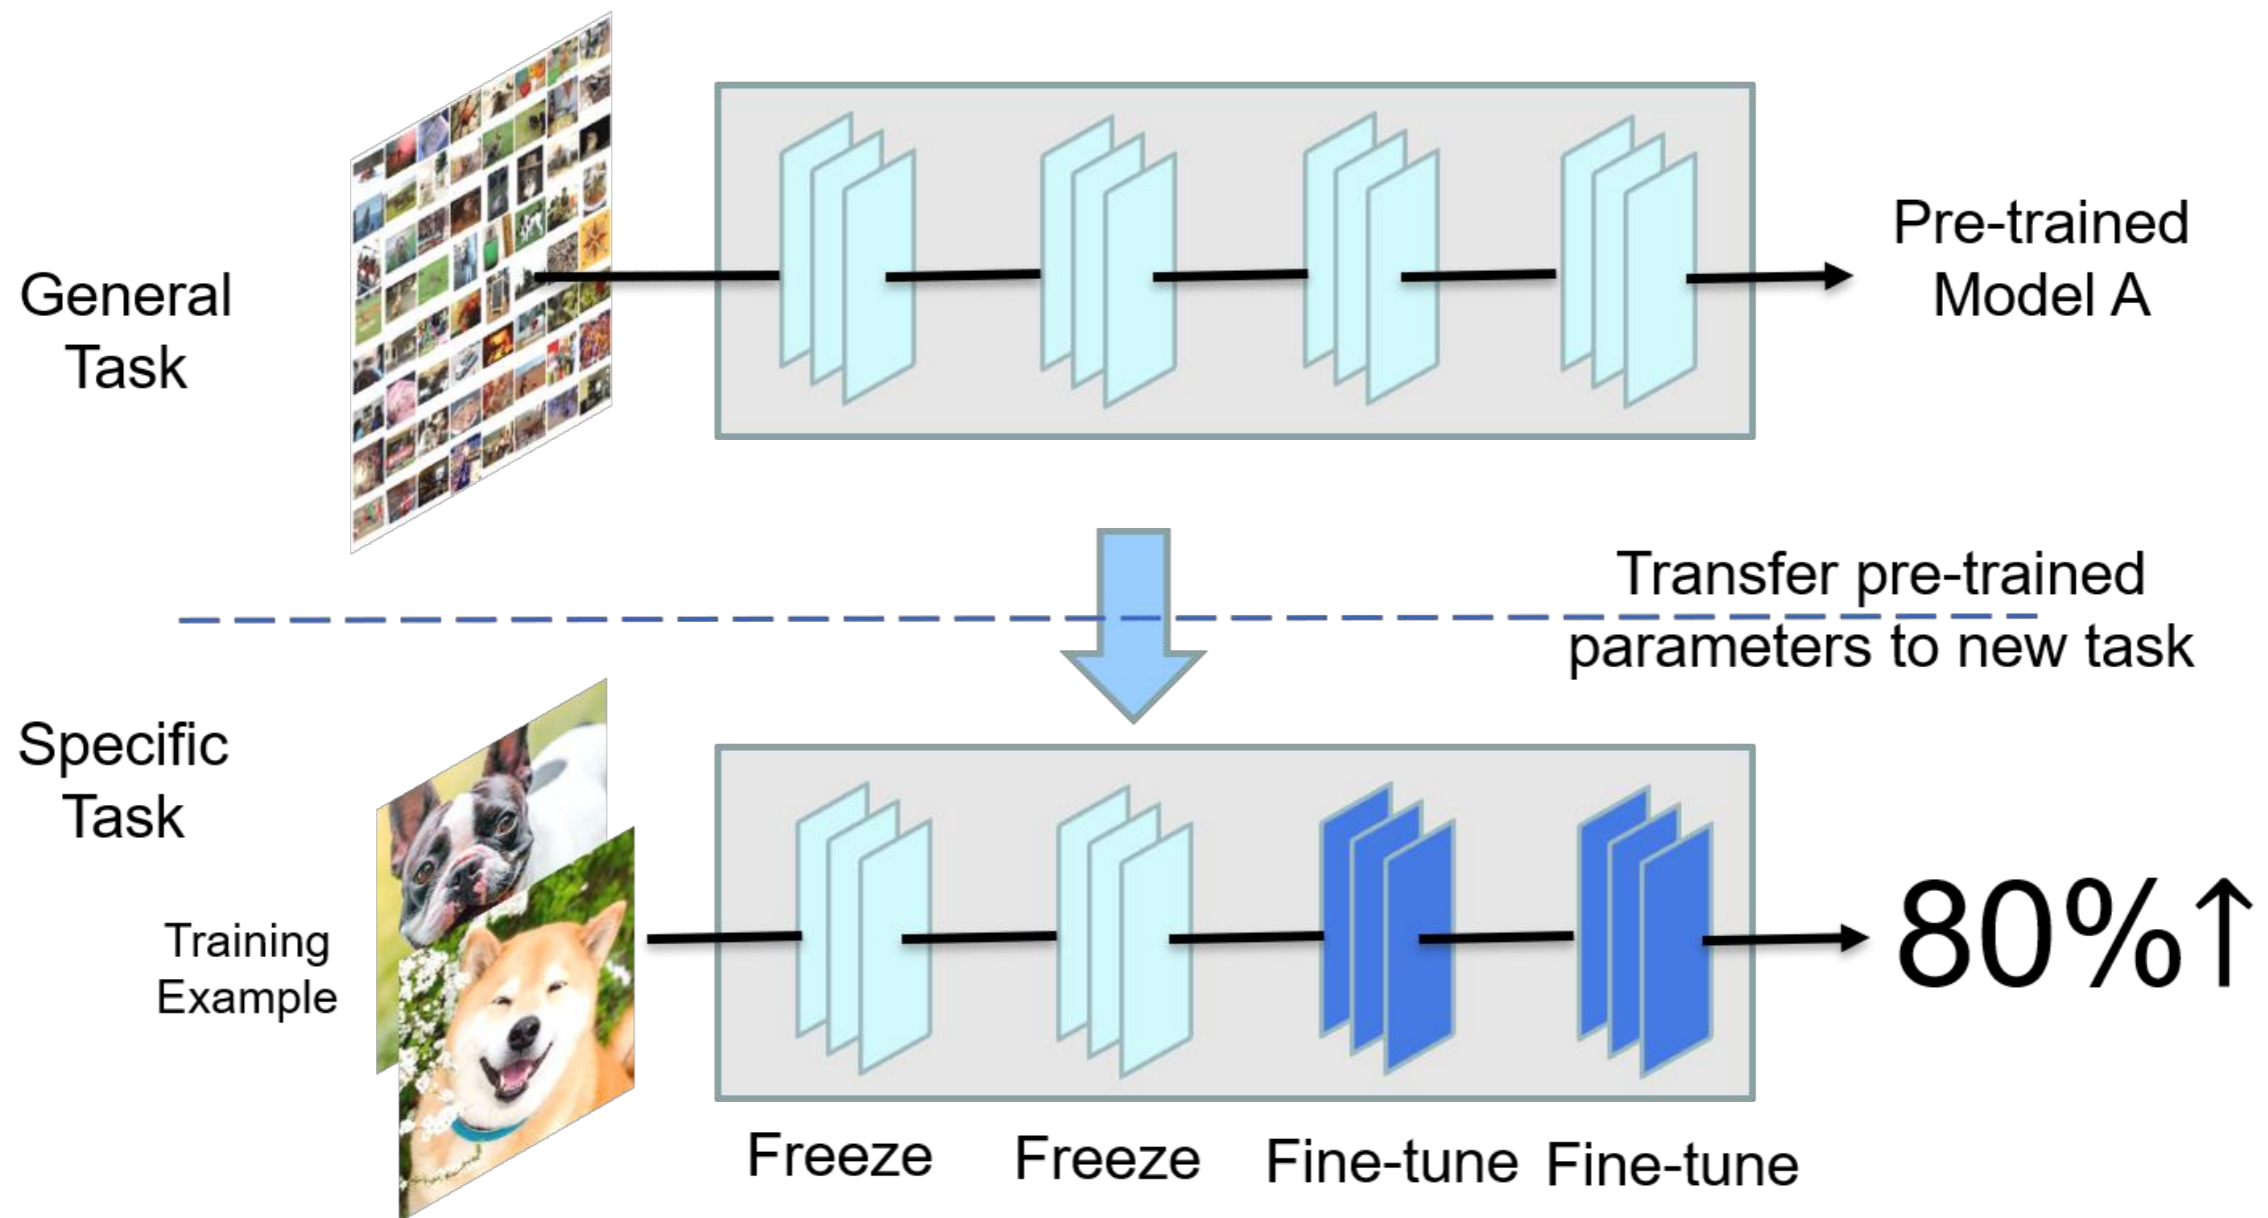 General
Task
Pre-trained
Model A
Transfer pre-trained
parameters to new task
Specific
Task
Training
Example
80%↑
Freeze
Freeze
Fine-tune
Fine-tune